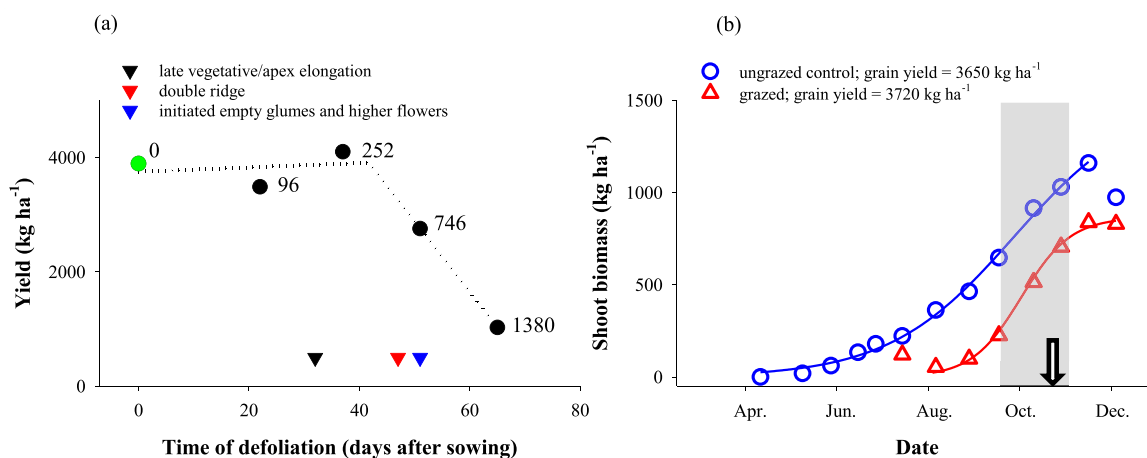 (a)
late vegetative/apex elongation
double ridge
initiated empty glumes and higher flowers
Yield (kg ha⁻¹)
4000
2000
0
0
96
252
746
1380
0
20
40
60
80
Time of defoliation (days after sowing)
(b)
ungrazed control; grain yield = 3650 kg ha⁻¹
grazed; grain yield = 3720 kg ha⁻¹
Shoot biomass (kg ha⁻¹)
1500
1000
500
0
Apr.
Jun.
Aug.
Oct.
Dec.
Date